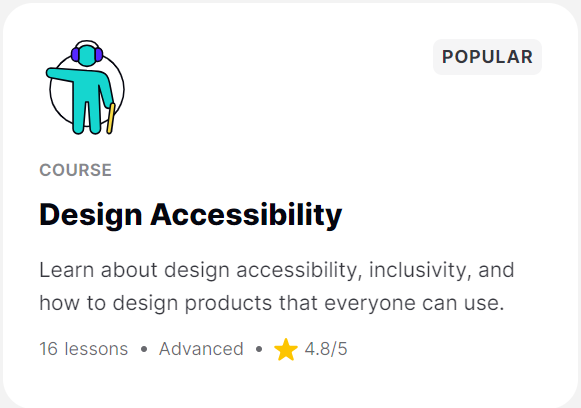 POPULAR
COURSE
Design Accessibility
Learn about design accessibility, inclusivity, and
how to design products that everyone can use.
16 lessons • Advanced • 4.8/5